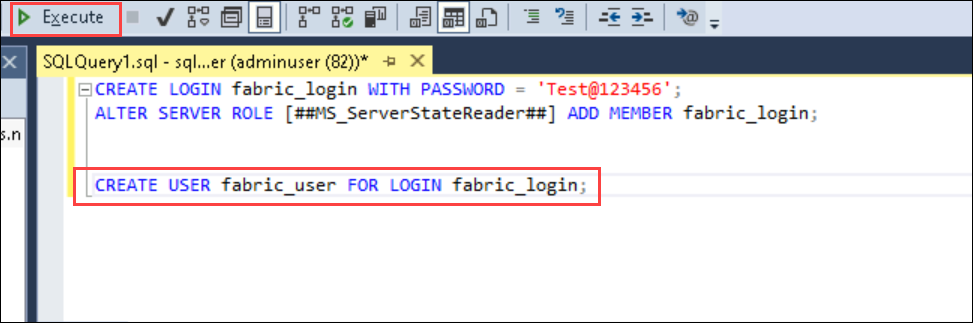 Execute
SQLQuery1.sql - sql...er (adminuser (82))*
s.n
CREATE LOGIN fabric_login WITH PASSWORD = 'Test@123456';
ALTER SERVER ROLE [##MS_ServerStateReader##] ADD MEMBER fabric_login;
CREATE USER fabric_user FOR LOGIN fabric_login;